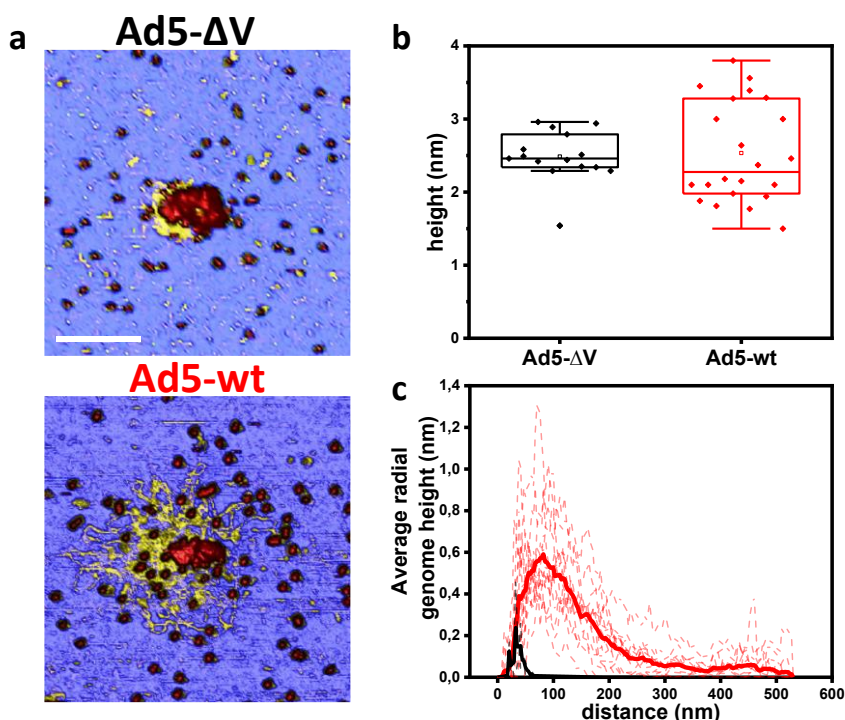 a
Ad5-ΔV
Ad5-wt
b
4
3
2
1
0
height (nm)
Ad5-ΔV
Ad5-wt
c
1,4
1,2
1,0
0,8
0,6
0,4
0,2
0,0
Average radial
genome height (nm)
0
100
200
300
400
500
600
distance (nm)